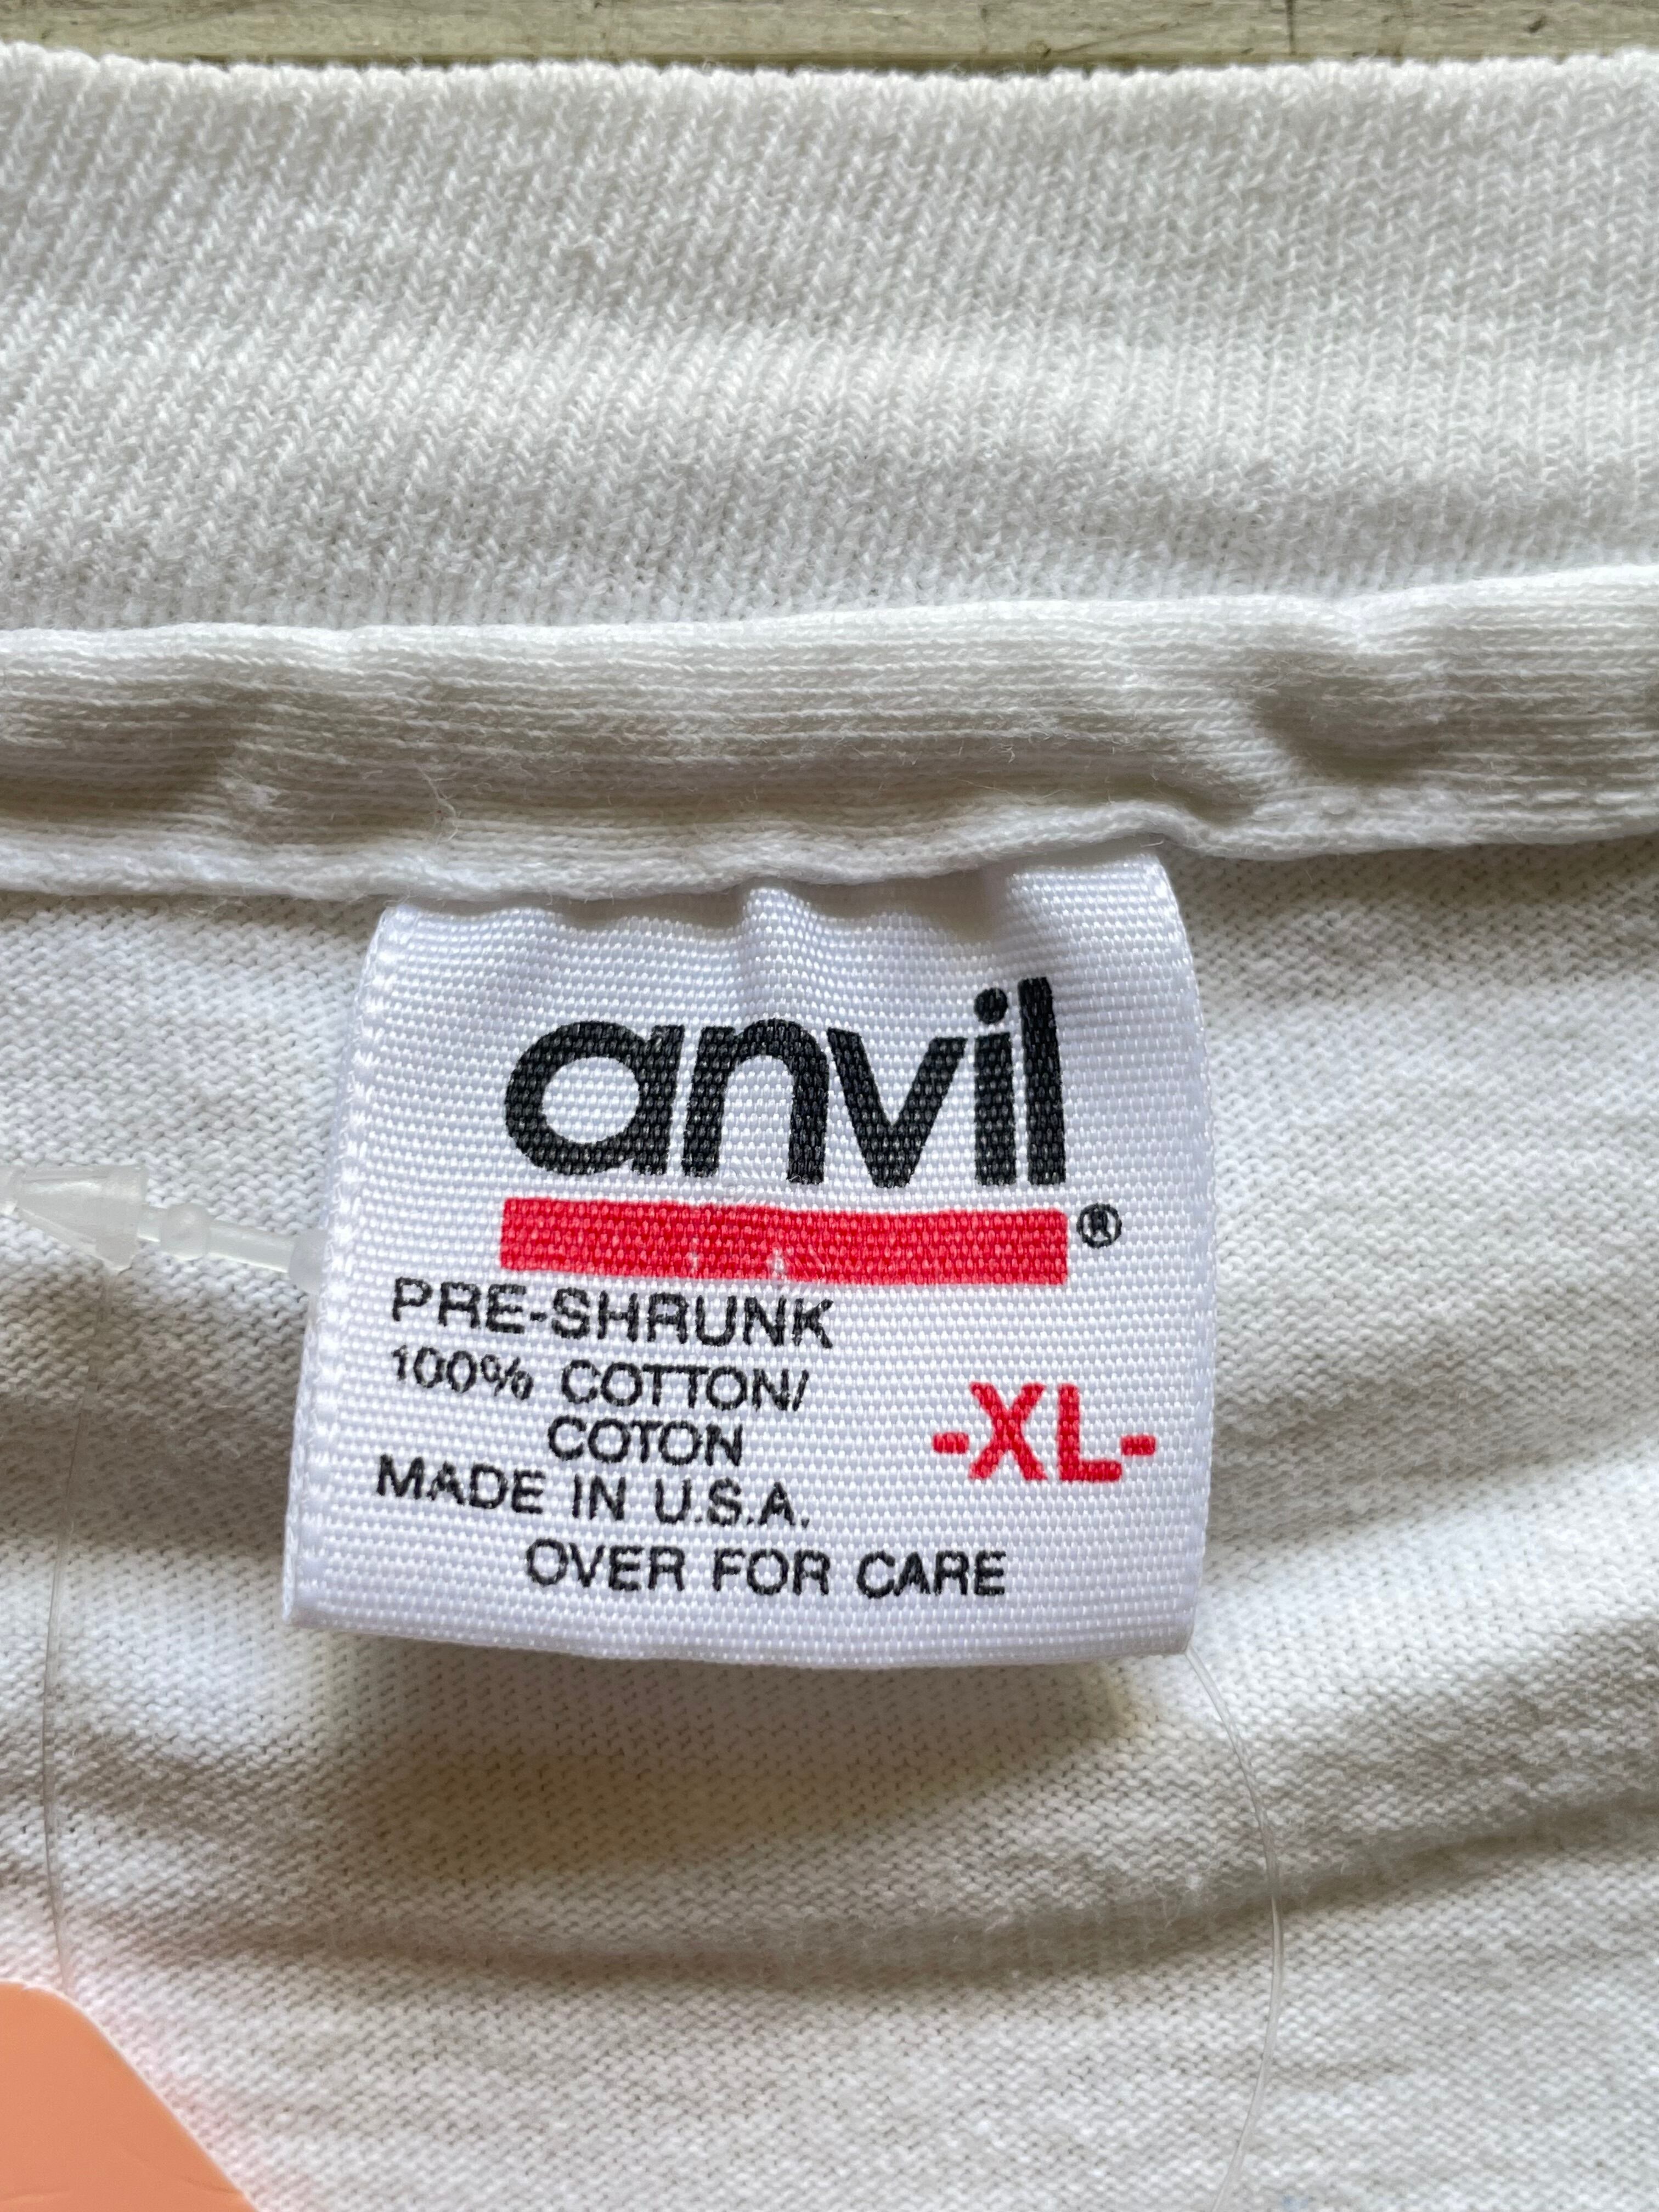 anvil
®
PRE-SHRUNK
100% COTTON/
COTON
-XL-
MADE IN U.S.A.
OVER FOR CARE